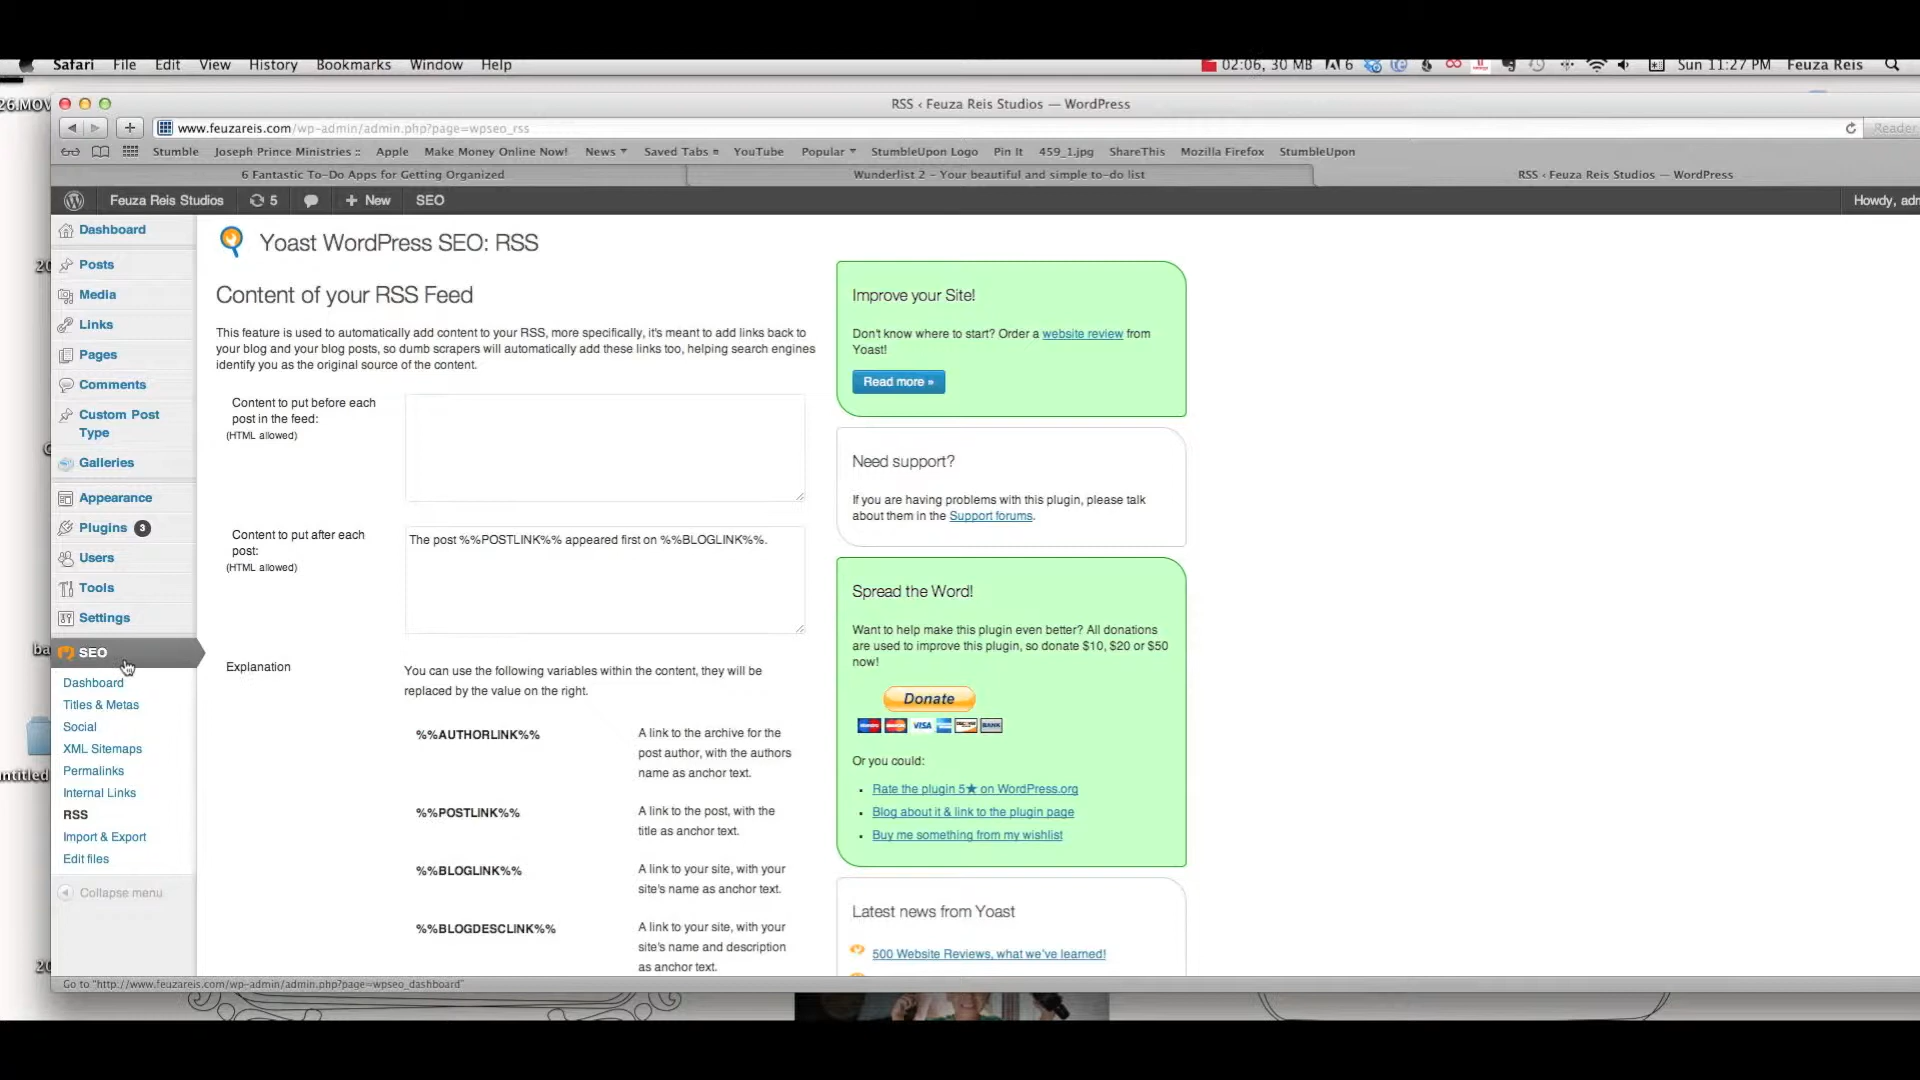 Safari File Edit View History Bookmarks Window Help
02:06, 30 MB 6 Sun 11:27 PM Feuza Reis
26.MOV
RSS ‹ Feuza Reis Studios — WordPress
www.feuzareis.com/wp-admin/admin.php?page=wpseo_rss Reader
Stumble Joseph Prince Ministries :: Apple Make Money Online Now! News Saved Tabs YouTube Popular StumbleUpon Logo Pin It 459_1.jpg ShareThis Mozilla Firefox StumbleUpon
6 Fantastic To-Do Apps for Getting Organized Wunderlist 2 – Your beautiful and simple to-do list RSS ‹ Feuza Reis Studios — WordPress
Feuza Reis Studios 5 + New SEO Howdy, adm
Dashboard
Posts
Media
Links
Pages
Comments
Custom Post
Type
Galleries
Appearance
Plugins 3
Users
Tools
Settings
SEO
Dashboard
Titles & Metas
Social
XML Sitemaps
Permalinks
Internal Links
RSS
Import & Export
Edit files
Collapse menu
Yoast WordPress SEO: RSS
Content of your RSS Feed
This feature is used to automatically add content to your RSS, more specifically, it's meant to add links back to
your blog and your blog posts, so dumb scrapers will automatically add these links too, helping search engines
identify you as the original source of the content.
Content to put before each
post in the feed:
(HTML allowed)
Content to put after each
post:
(HTML allowed)
The post %%POSTLINK%% appeared first on %%BLOGLINK%%.
Explanation
You can use the following variables within the content, they will be
replaced by the value on the right.
%%AUTHORLINK%%
A link to the archive for the
post author, with the authors
name as anchor text.
%%POSTLINK%%
A link to the post, with the
title as anchor text.
%%BLOGLINK%%
A link to your site, with your
site's name as anchor text.
%%BLOGDESCLINK%%
A link to your site, with your
site's name and description
as anchor text.
Improve your Site!
Don't know where to start? Order a website review from
Yoast!
Read more »
Need support?
If you are having problems with this plugin, please talk
about them in the Support forums.
Spread the Word!
Want to help make this plugin even better? All donations
are used to improve this plugin, so donate $10, $20 or $50
now!
Donate
VISA
BANK
Or you could:
Rate the plugin 5★ on WordPress.org
Blog about it & link to the plugin page
Buy me something from my wishlist
Latest news from Yoast
500 Website Reviews, what we've learned!
20
ba
ntitled
20
Go to "http://www.feuzareis.com/wp-admin/admin.php?page=wpseo_dashboard"